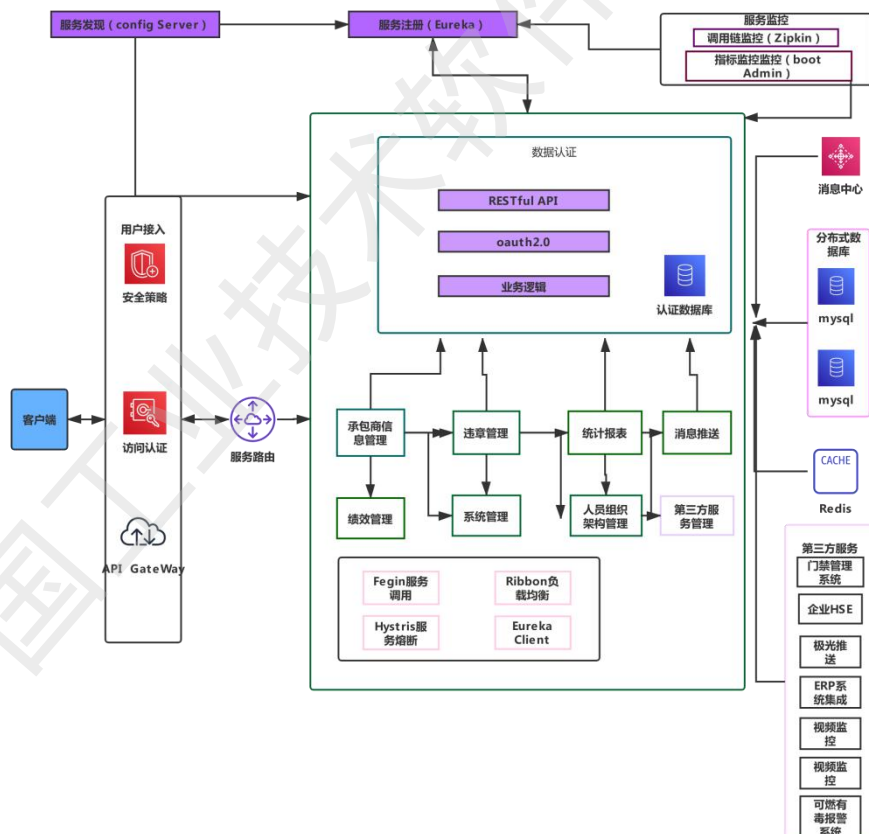 服务发现（config Server）
服务注册（Eureka）
服务监控
调用链监控（Zipkin）
指标监控监控（boot
Admin）
数据认证
RESTful API
oauth2.0
业务逻辑
认证数据库
消息中心
分布式数
据库
mysql
mysql
CACHE
Redis
用户接入
安全策略
访问认证
API GateWay
客户端
服务路由
承包商信
息管理
违章管理
统计报表
消息推送
绩效管理
系统管理
人员组织
架构管理
第三方服
务管理
Fegin服务
调用
Ribbon负
载均衡
Hystris服
务熔断
Eureka
Client
第三方服务
门禁管理
系统
企业HSE
极光推
送
ERP系
统集成
视频监
控
视频监
控
可燃有
毒报警
系统
国工业技术软件